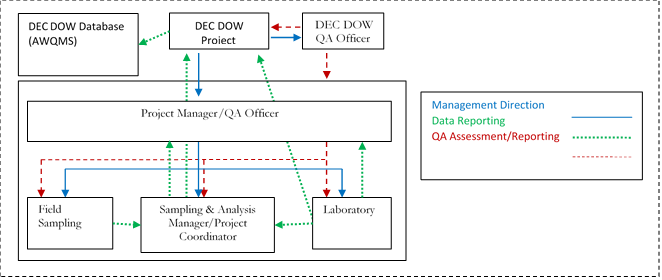 DEC DOW Database
(AWQMS)
DEC DOW
Project
DEC DOW
QA Officer
Project Manager/QA Officer
Management Direction
Data Reporting
QA Assessment/Reporting
Field
Sampling
Sampling & Analysis
Manager/Project
Coordinator
Laboratory